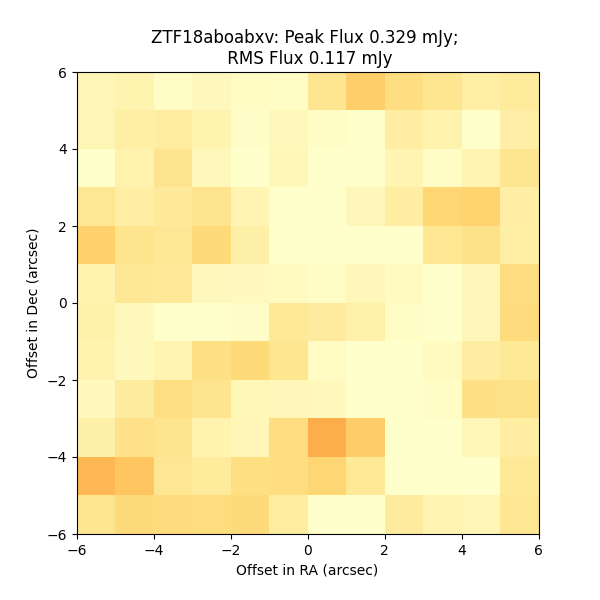 ZTF18aboabxv: Peak Flux 0.329 mJy;
RMS Flux 0.117 mJy
6
4
2
0
−2
−4
−6
Offset in Dec (arcsec)
−6 −4 −2 0 2 4 6
Offset in RA (arcsec)